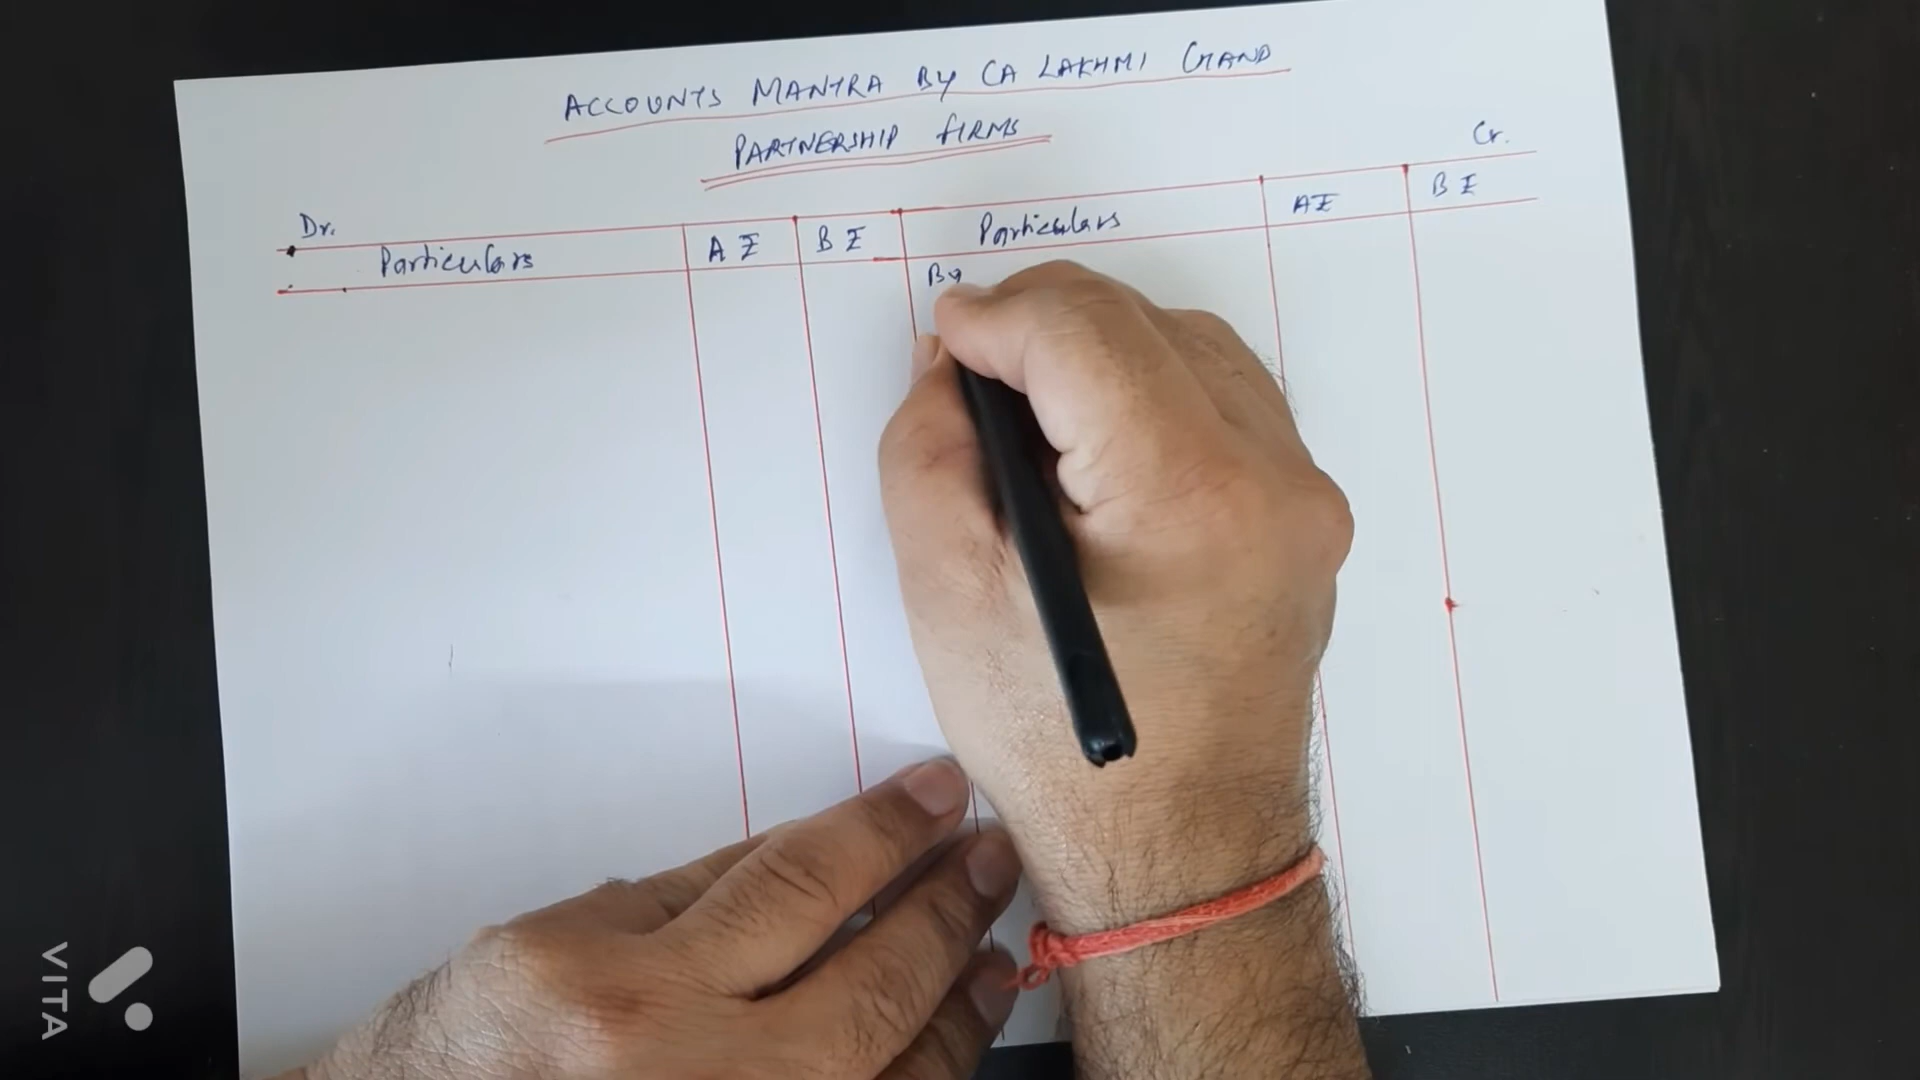 ACCOUNTS MANTRA BY CA LAKHMI CHAND
PARTNERSHIP FIRMS
Dr. Cr.
Particulars A ₹ B ₹ Particulars A ₹ B ₹
By
VITA